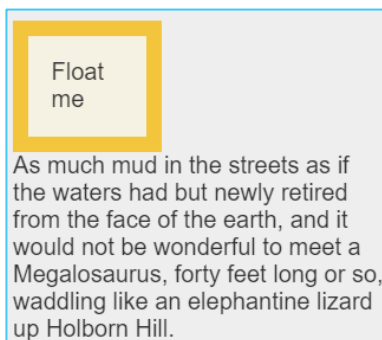 Float
me
As much mud in the streets as if
the waters had but newly retired
from the face of the earth, and it
would not be wonderful to meet a
Megalosaurus, forty feet long or so,
waddling like an elephantine lizard
up Holborn Hill.